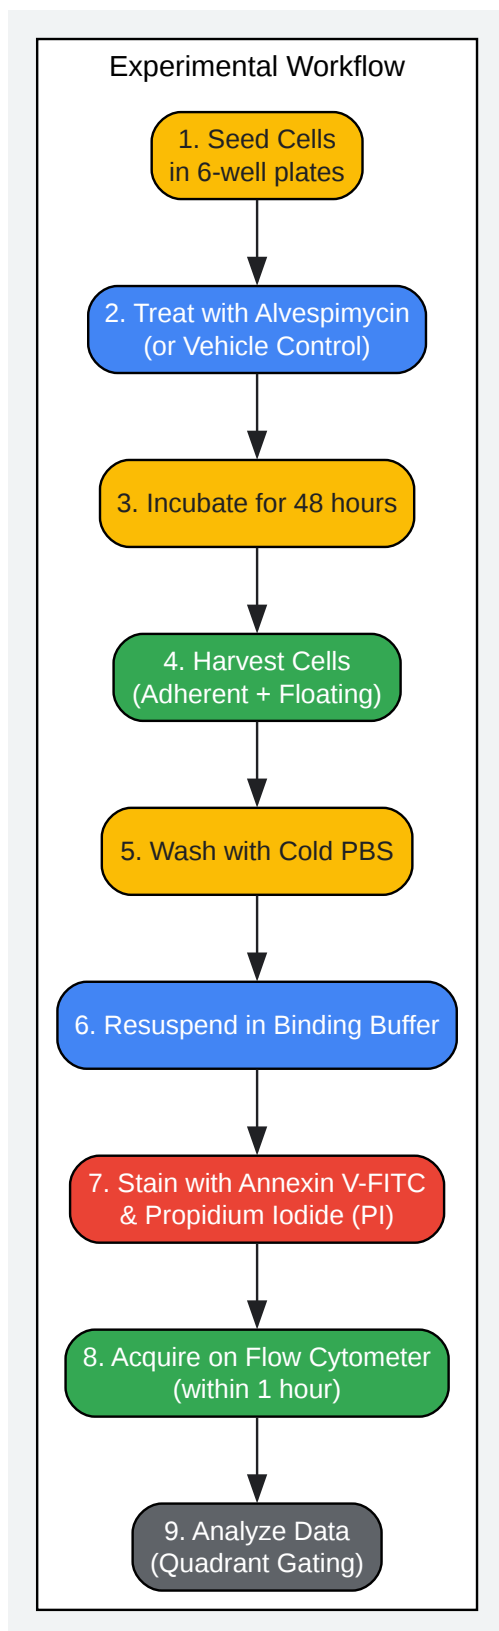 Experimental Workflow
1. Seed Cells
in 6-well plates
2. Treat with Alvespimycin
(or Vehicle Control)
3. Incubate for 48 hours
4. Harvest Cells
(Adherent + Floating)
5. Wash with Cold PBS
6. Resuspend in Binding Buffer
7. Stain with Annexin V-FITC
& Propidium Iodide (PI)
8. Acquire on Flow Cytometer
(within 1 hour)
9. Analyze Data
(Quadrant Gating)